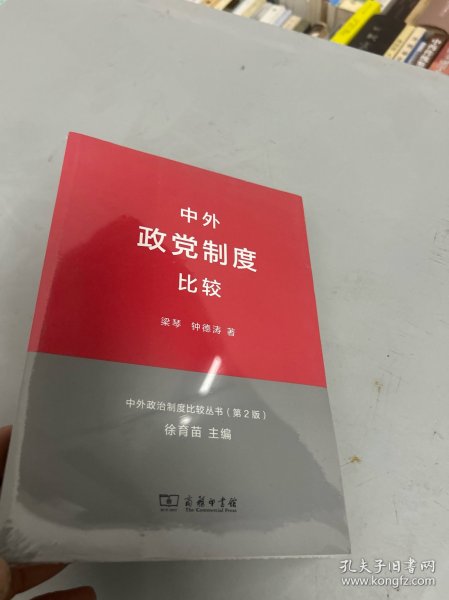 中外
政党制度
比较
梁琴 钟德涛 著
中外政治制度比较丛书（第2版）
徐育苗 主编
商务印书馆
The Commercial Press
孔夫子旧书网
www.kongfz.com